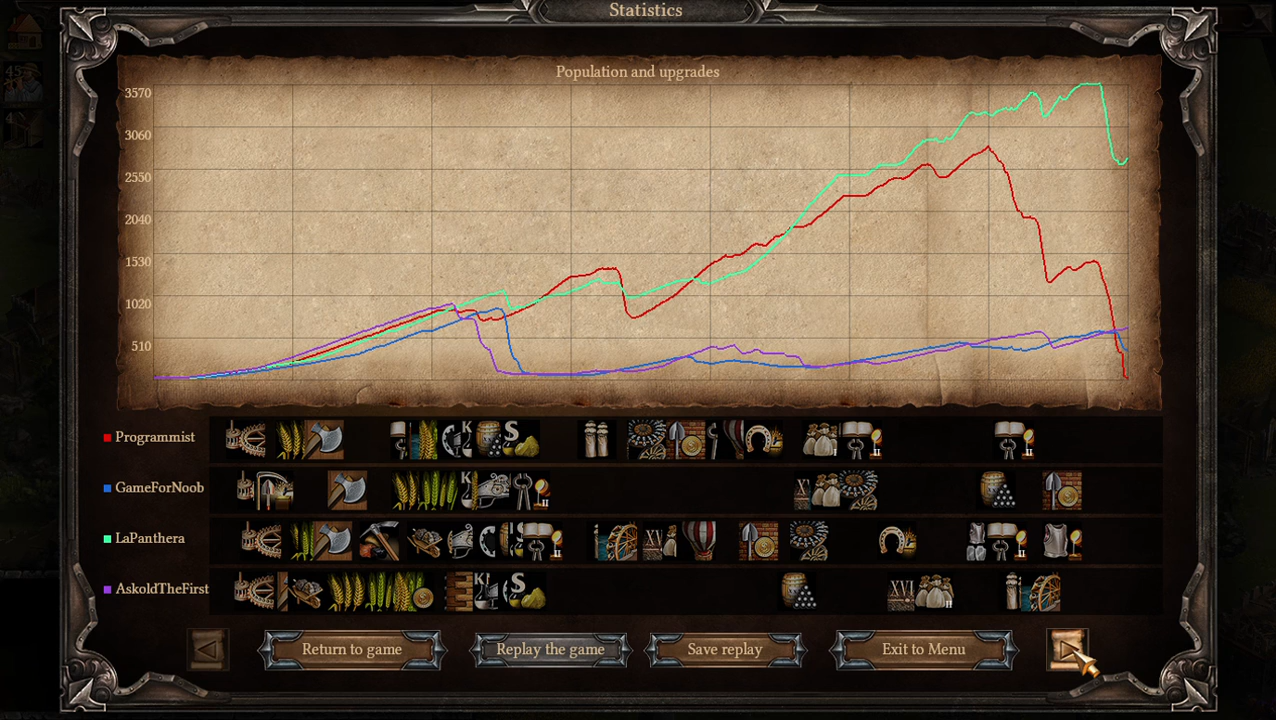 Statistics
Population and upgrades
3570
3060
2550
2040
1530
1020
510
Programmist
GameForNoob
LaPanthera
AskoldTheFirst
Return to game
Replay the game
Save replay
Exit to Menu